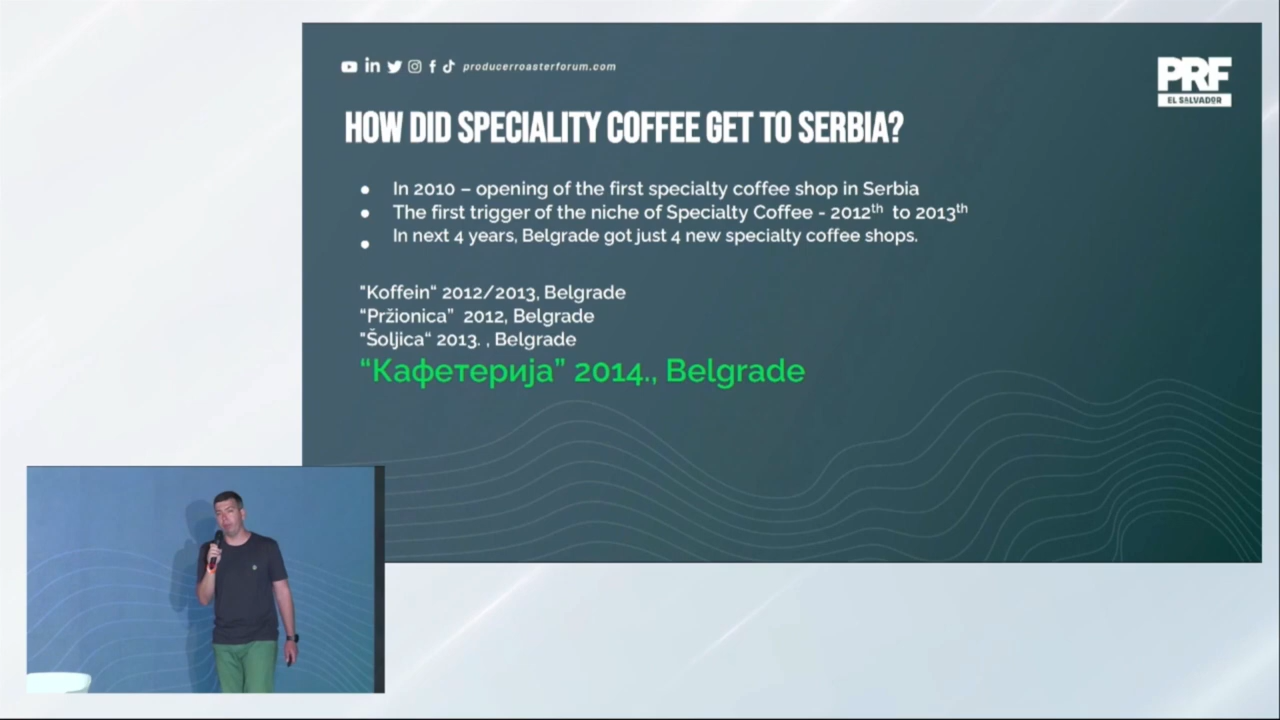 producerroasterforum.com
PRF
EL SALVADOR
HOW DID SPECIALITY COFFEE GET TO SERBIA?
● In 2010 – opening of the first specialty coffee shop in Serbia
● The first trigger of the niche of Specialty Coffee - 2012th to 2013th
● In next 4 years, Belgrade got just 4 new specialty coffee shops.
"Koffein“ 2012/2013, Belgrade
“Pržionica” 2012, Belgrade
"Šoljica“ 2013. , Belgrade
“Кафетерија” 2014., Belgrade